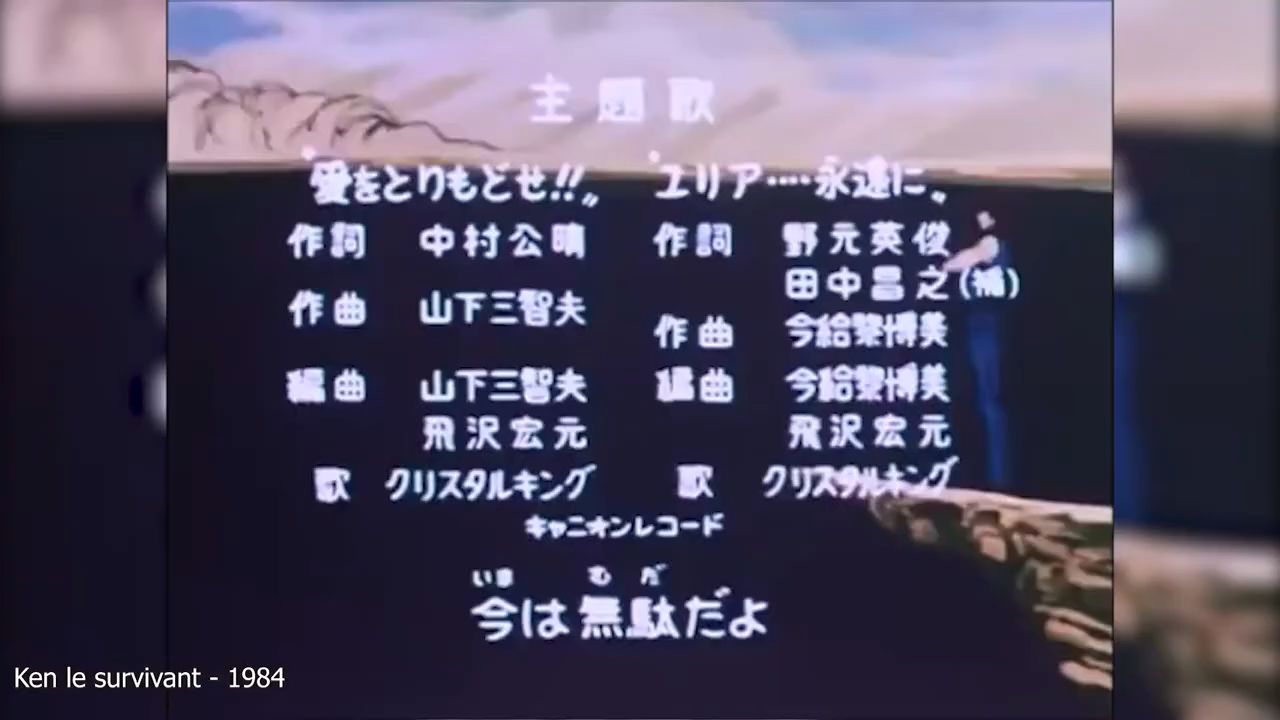 主題歌
“愛をとりもどせ!!„ “ユリア‥‥永遠に„
作詞 中村公晴 作詞 野元英俊
田中昌之(補)
作曲 山下三智夫 作曲 今給黎博美
編曲 山下三智夫 編曲 今給黎博美
飛沢宏元 飛沢宏元
歌 クリスタルキング 歌 クリスタルキング
キャニオンレコード
いま むだ
今は無駄だよ
Ken le survivant - 1984